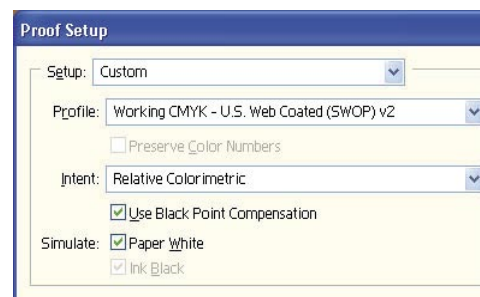 Proof Setup
Setup: Custom
Profile: Working CMYK - U.S. Web Coated (SWOP) v2
Preserve Color Numbers
Intent: Relative Colorimetric
Use Black Point Compensation
Simulate: Paper White
Ink Black